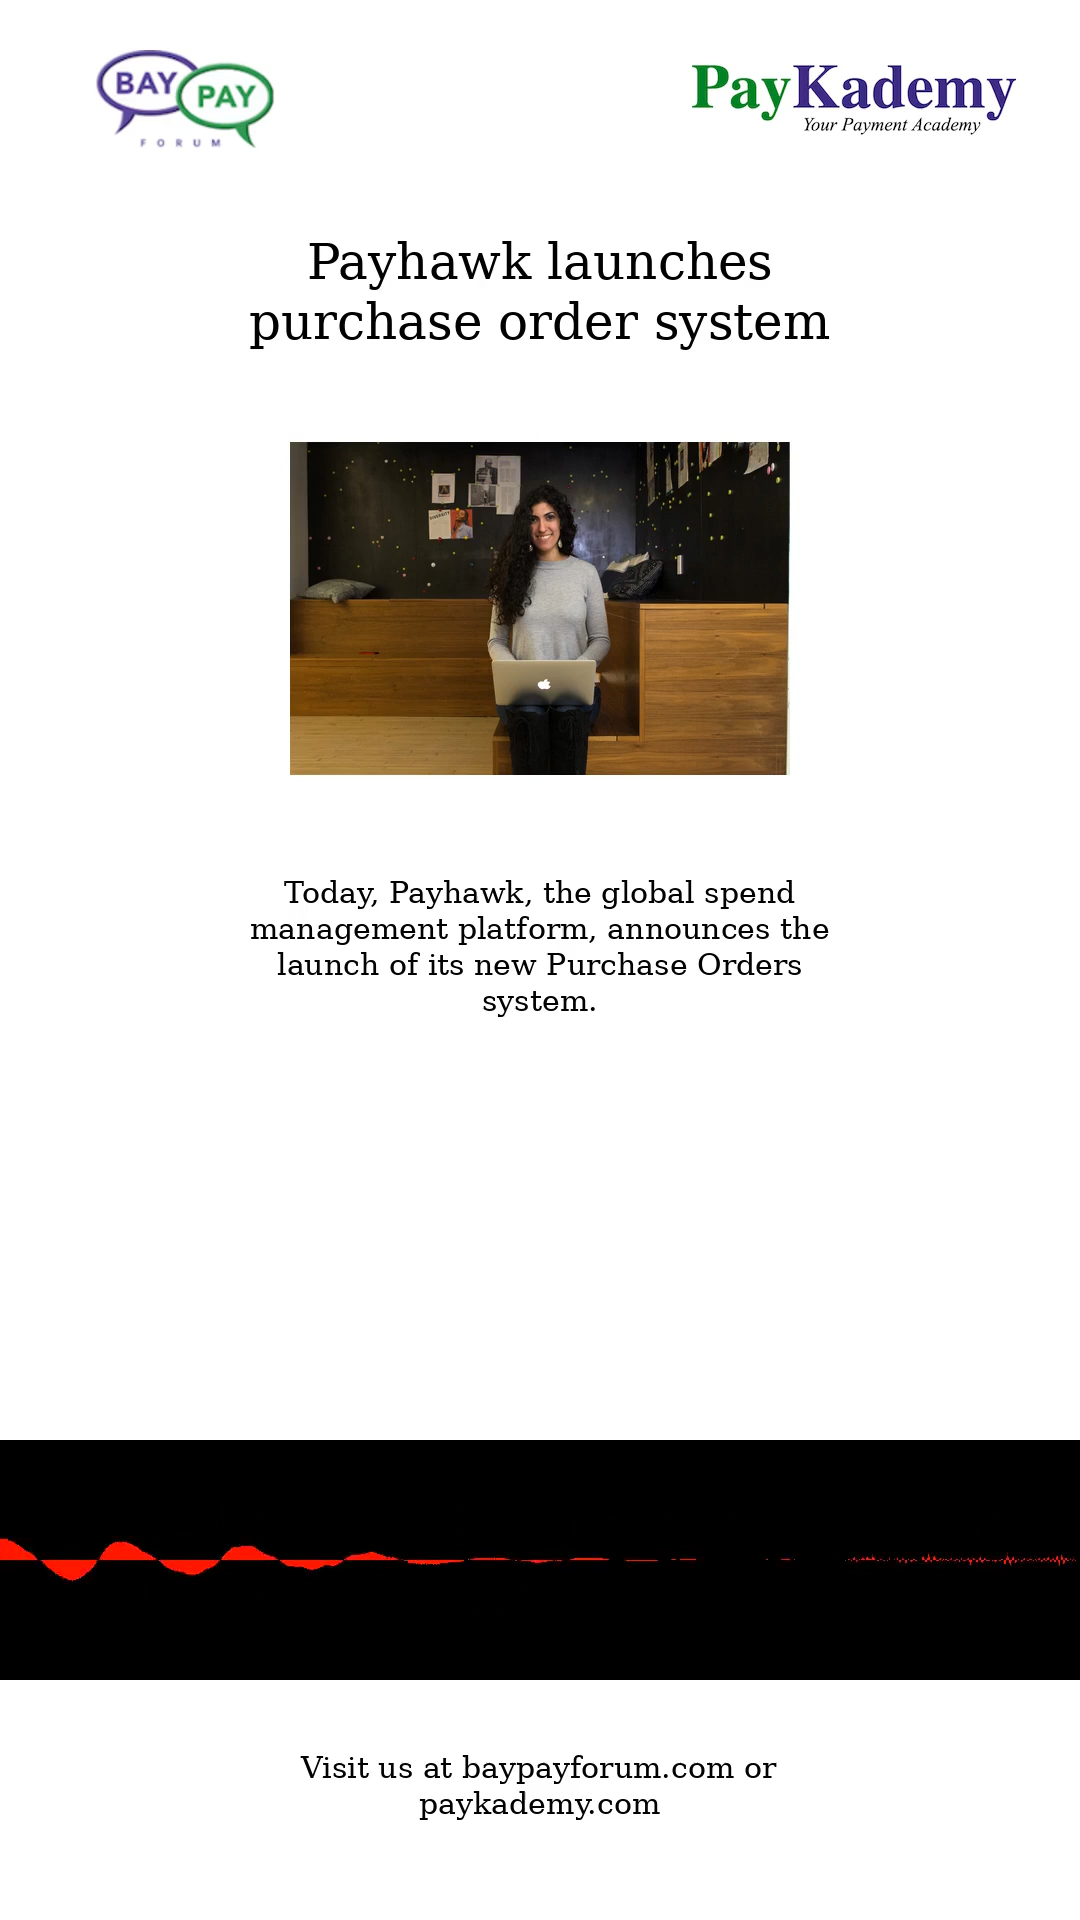 BAY PAY
FORUM
PayKademy
Your Payment Academy
Payhawk launches
purchase order system
Today, Payhawk, the global spend
management platform, announces the
launch of its new Purchase Orders
system.
Visit us at baypayforum.com or
paykademy.com